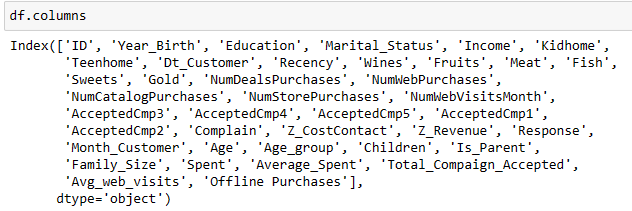 df.columns
Index(['ID', 'Year_Birth', 'Education', 'Marital_Status', 'Income', 'Kidhome',
'Teenhome', 'Dt_Customer', 'Recency', 'Wines', 'Fruits', 'Meat', 'Fish',
'Sweets', 'Gold', 'NumDealsPurchases', 'NumWebPurchases',
'NumCatalogPurchases', 'NumStorePurchases', 'NumWebVisitsMonth',
'AcceptedCmp3', 'AcceptedCmp4', 'AcceptedCmp5', 'AcceptedCmp1',
'AcceptedCmp2', 'Complain', 'Z_CostContact', 'Z_Revenue', 'Response',
'Month_Customer', 'Age', 'Age_group', 'Children', 'Is_Parent',
'Family_Size', 'Spent', 'Average_Spent', 'Total_Compaign_Accepted',
'Avg_web_visits', 'Offline Purchases'],
dtype='object')